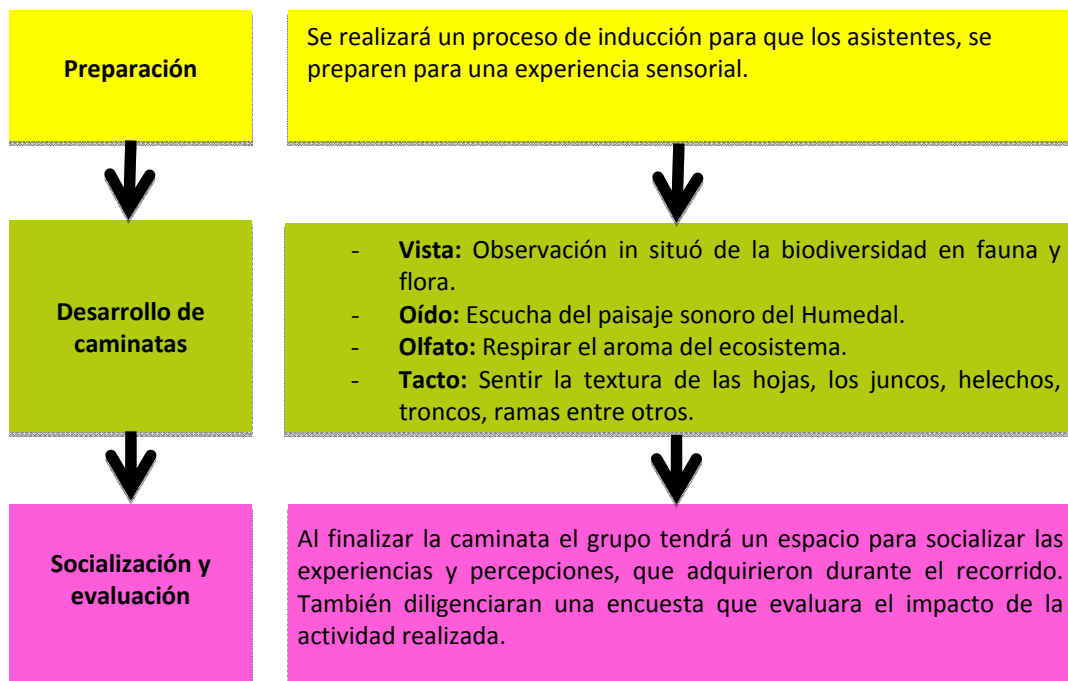 Preparación
Se realizará un proceso de inducción para que los asistentes, se
preparen para una experiencia sensorial.
Desarrollo de
caminatas
- Vista: Observación in situó de la biodiversidad en fauna y
flora.
- Oído: Escucha del paisaje sonoro del Humedal.
- Olfato: Respirar el aroma del ecosistema.
- Tacto: Sentir la textura de las hojas, los juncos, helechos,
troncos, ramas entre otros.
Socialización y
evaluación
Al finalizar la caminata el grupo tendrá un espacio para socializar las
experiencias y percepciones, que adquirieron durante el recorrido.
También diligenciaran una encuesta que evaluara el impacto de la
actividad realizada.